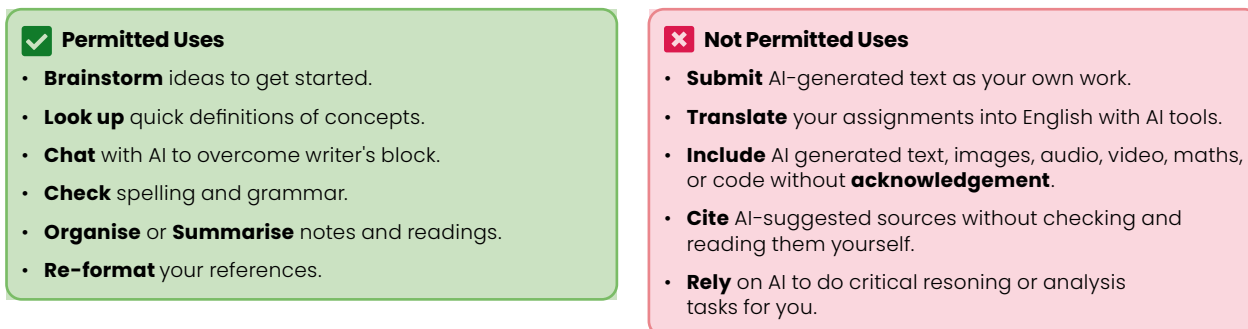 Permitted Uses
• Brainstorm ideas to get started.
• Look up quick definitions of concepts.
• Chat with AI to overcome writer's block.
• Check spelling and grammar.
• Organise or Summarise notes and readings.
• Re-format your references.
Not Permitted Uses
• Submit AI-generated text as your own work.
• Translate your assignments into English with AI tools.
• Include AI generated text, images, audio, video, maths,
or code without acknowledgement.
• Cite AI-suggested sources without checking and
reading them yourself.
• Rely on AI to do critical resoning or analysis
tasks for you.